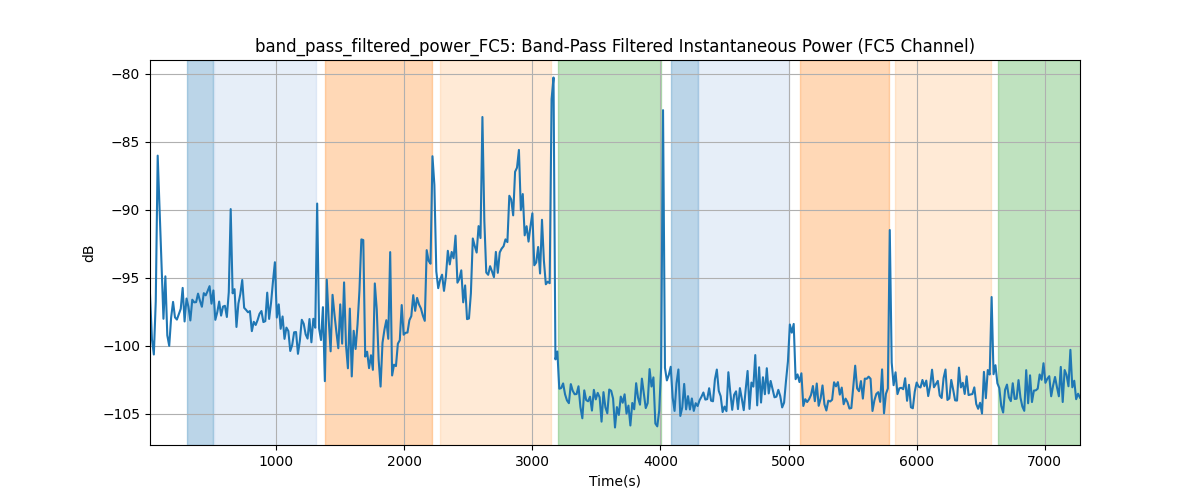 band_pass_filtered_power_FC5: Band-Pass Filtered Instantaneous Power (FC5 Channel)
−80
−85
−90
−95
−100
−105
dB
1000 2000 3000 4000 5000 6000 7000
Time(s)